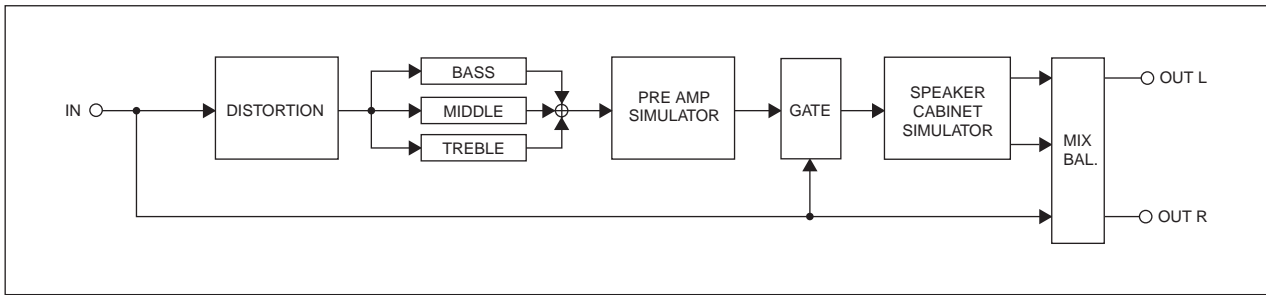 IN
DISTORTION
BASS
MIDDLE
TREBLE
PRE AMP
SIMULATOR
GATE
SPEAKER
CABINET
SIMULATOR
MIX
BAL.
OUT L
OUT R